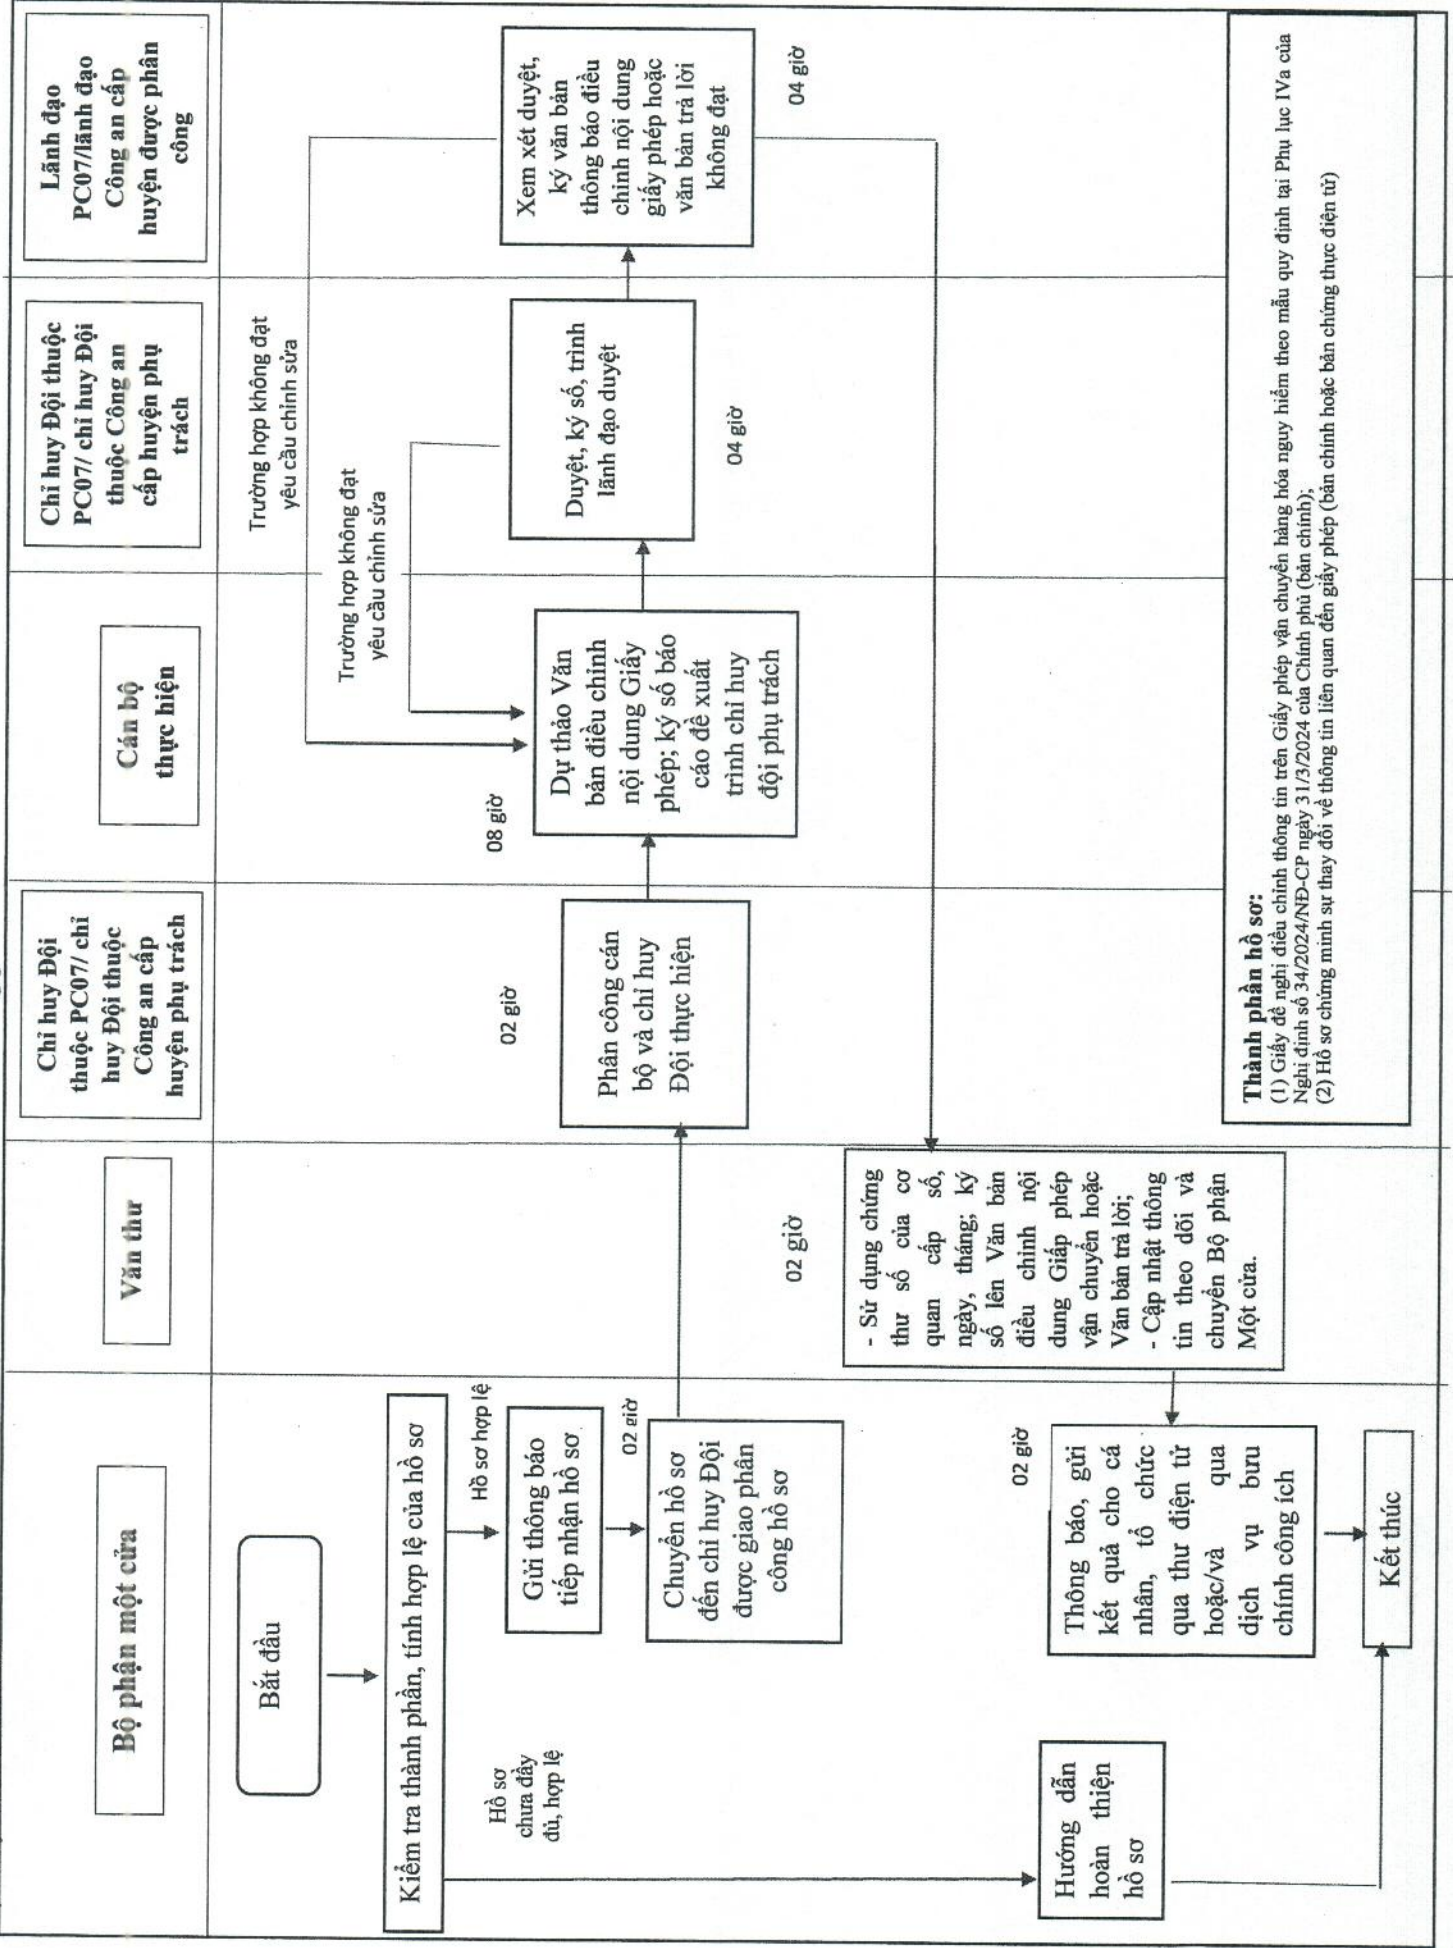 Bộ phận một cửa
Văn thư
Chỉ huy Đội
thuộc PC07/ chỉ
huy Đội thuộc
Công an cấp
huyện phụ trách
Cán bộ
thực hiện
Chỉ huy Đội thuộc
PC07/ chỉ huy Đội
thuộc Công an
cấp huyện phụ
trách
Lãnh đạo
PC07/lãnh đạo
Công an cấp
huyện được phân
công
Bắt đầu
Kiểm tra thành phần, tính hợp lệ của hồ sơ
Hồ sơ
chưa đầy
đủ, hợp lệ
Hồ sơ hợp lệ
Gửi thông báo
tiếp nhận hồ sơ
02 giờ
Chuyển hồ sơ
đến chỉ huy Đội
được giao phân
công hồ sơ
02 giờ
Phân công cán
bộ và chỉ huy
Đội thực hiện
08 giờ
Dự thảo Văn
bản điều chỉnh
nội dung Giấy
phép; ký số báo
cáo đề xuất
trình chỉ huy
đội phụ trách
Trường hợp không đạt
yêu cầu chỉnh sửa
Trường hợp không đạt
yêu cầu chỉnh sửa
Duyệt, ký số, trình
lãnh đạo duyệt
04 giờ
Xem xét duyệt,
ký văn bản
thông báo điều
chỉnh nội dung
giấy phép hoặc
văn bản trả lời
không đạt
04 giờ
02 giờ
- Sử dụng chứng
thư số của cơ
quan cấp số,
ngày, tháng; ký
số lên Văn bản
điều chỉnh nội
dung Giấp phép
vận chuyển hoặc
Văn bản trả lời;
- Cập nhật thông
tin theo dõi và
chuyển Bộ phận
Một cửa.
02 giờ
Thông báo, gửi
kết quả cho cá
nhân, tổ chức
qua thư điện tử
hoặc/và qua
dịch vụ bưu
chính công ích
Hướng dẫn
hoàn thiện
hồ sơ
Kết thúc
Thành phần hồ sơ:
(1) Giấy đề nghị điều chỉnh thông tin trên Giấy phép vận chuyển hàng hóa nguy hiểm theo mẫu quy định tại Phụ lục IVa của
Nghị định số 34/2024/NĐ-CP ngày 31/3/2024 của Chính phủ (bản chính);
(2) Hồ sơ chứng minh sự thay đổi về thông tin liên quan đến giấy phép (bản chính hoặc bản chứng thực điện tử)